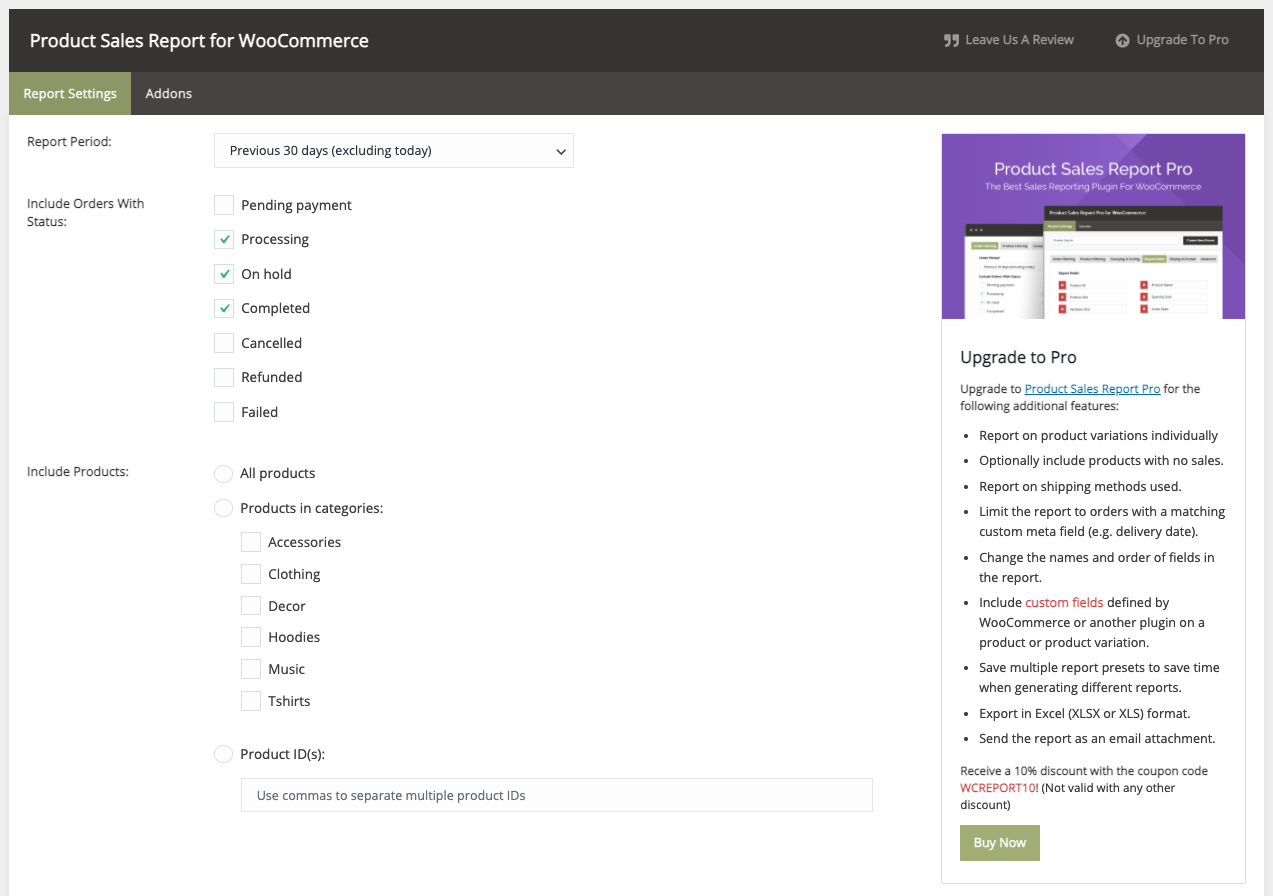 Product Sales Report for WooCommerce
Leave Us A Review
Upgrade To Pro
Report Settings
Addons
Report Period:
Previous 30 days (excluding today)
Include Orders With
Status:
Pending payment
Processing
On hold
Completed
Cancelled
Refunded
Failed
Include Products:
All products
Products in categories:
Accessories
Clothing
Decor
Hoodies
Music
Tshirts
Product ID(s):
Use commas to separate multiple product IDs
Product Sales Report Pro
The Best Sales Reporting Plugin For WooCommerce
Product Sales Report Pro for WooCommerce
Upgrade to Pro
Upgrade to Product Sales Report Pro for the
following additional features:
• Report on product variations individually
• Optionally include products with no sales.
• Report on shipping methods used.
• Limit the report to orders with a matching
custom meta field (e.g. delivery date).
• Change the names and order of fields in
the report.
• Include custom fields defined by
WooCommerce or another plugin on a
product or product variation.
• Save multiple report presets to save time
when generating different reports.
• Export in Excel (XLSX or XLS) format.
• Send the report as an email attachment.
Receive a 10% discount with the coupon code
WCREPORT10! (Not valid with any other
discount)
Buy Now